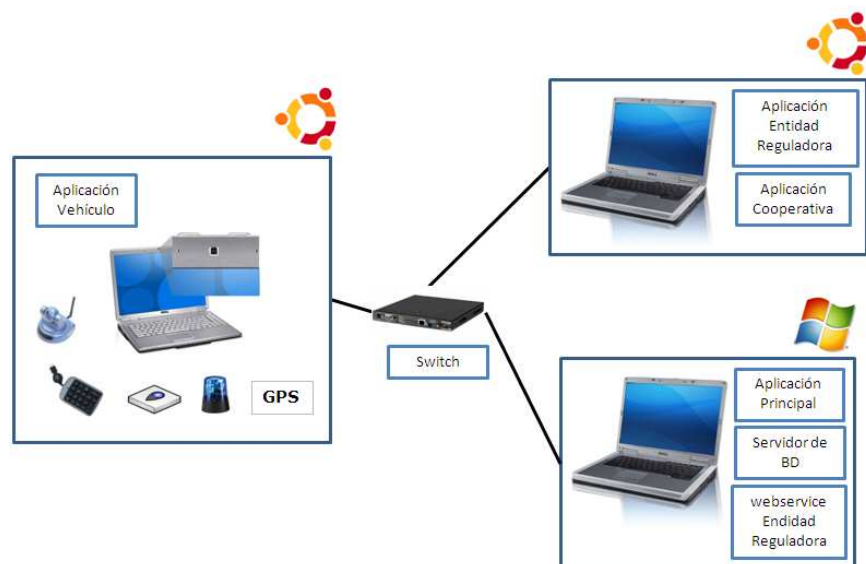 Aplicación
Vehículo
GPS
Switch
Aplicación
Entidad
Reguladora
Aplicación
Cooperativa
Aplicación
Principal
Servidor de
BD
webservice
Endidad
Reguladora